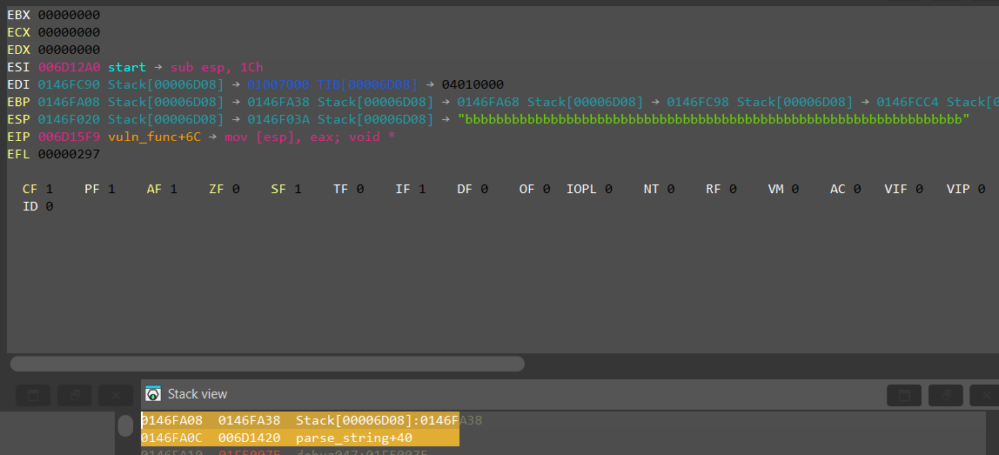 EBX 00000000
ECX 00000000
EDX 00000000
ESI 006D12A0 start → sub esp, 1Ch
EDI 0146FC90 Stack[00006D08] → 01007000 TIB[00006D08] → 04010000
EBP 0146FA08 Stack[00006D08] → 0146FA38 Stack[00006D08] → 0146FA68 Stack[00006D08] → 0146FC98 Stack[00006D08] → 0146FCC4 Stack[0
ESP 0146F020 Stack[00006D08] → 0146F03A Stack[00006D08] → "bbbbbbbbbbbbbbbbbbbbbbbbbbbbbbbbbbbbbbbbbbbbbbbbbbbbbbbbbbbbbbbb"
EIP 006D15F9 vuln_func+6C → mov [esp], eax; void *
EFL 00000297
CF 1 PF 1 AF 1 ZF 0 SF 1 TF 0 IF 1 DF 0 OF 0 IOPL 0 NT 0 RF 0 VM 0 AC 0 VIF 0 VIP 0
ID 0
Stack view
0146FA08 0146FA38 Stack[00006D08]:0146FA38
0146FA0C 006D1420 parse_string+40